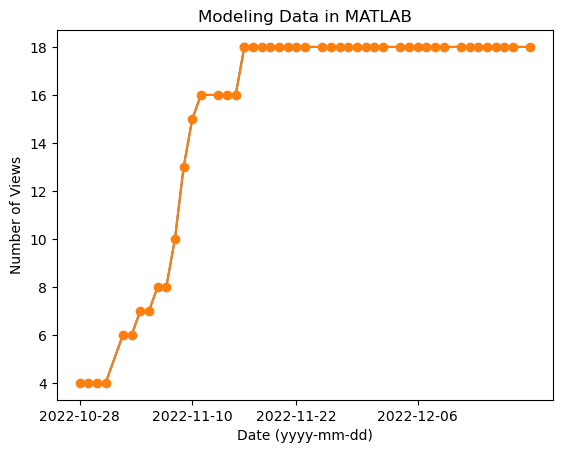 Modeling Data in MATLAB
Number of Views
18
16
14
12
10
8
6
4
2022-10-28 2022-11-10 2022-11-22 2022-12-06
Date (yyyy-mm-dd)